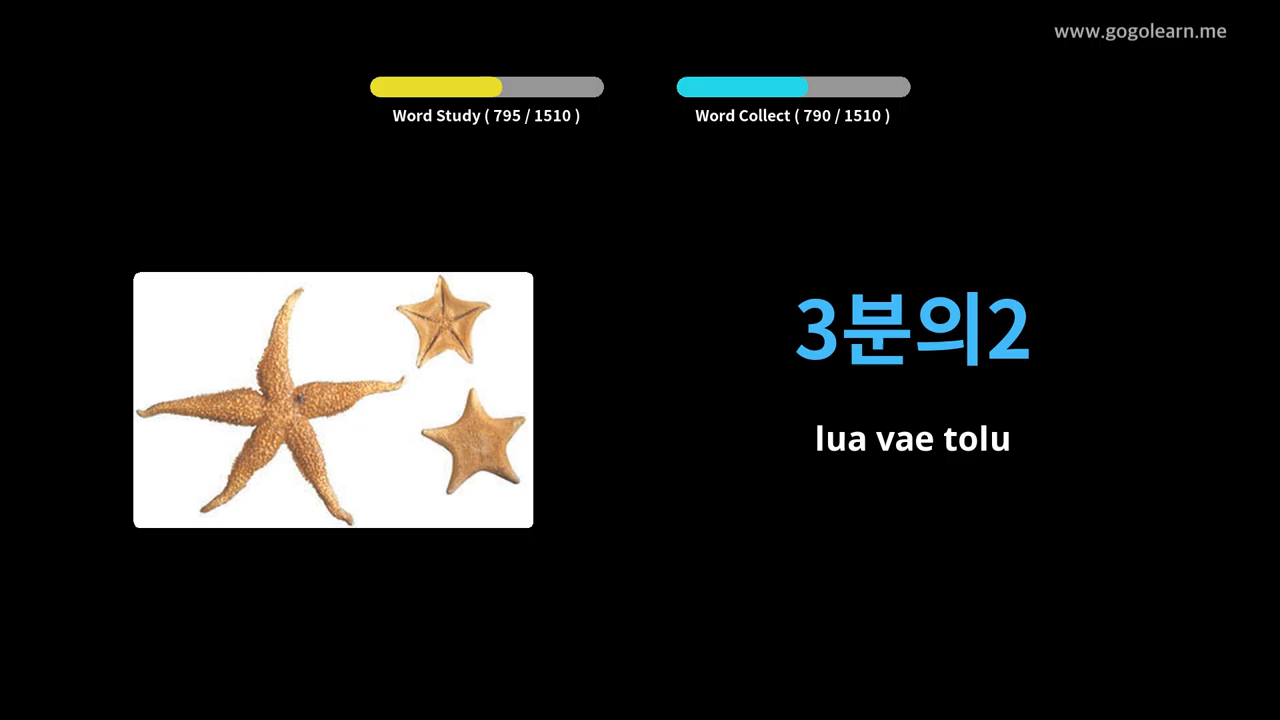 www.gogolearn.me
Word Study ( 795 / 1510 )
Word Collect ( 790 / 1510 )
3분의2
lua vae tolu